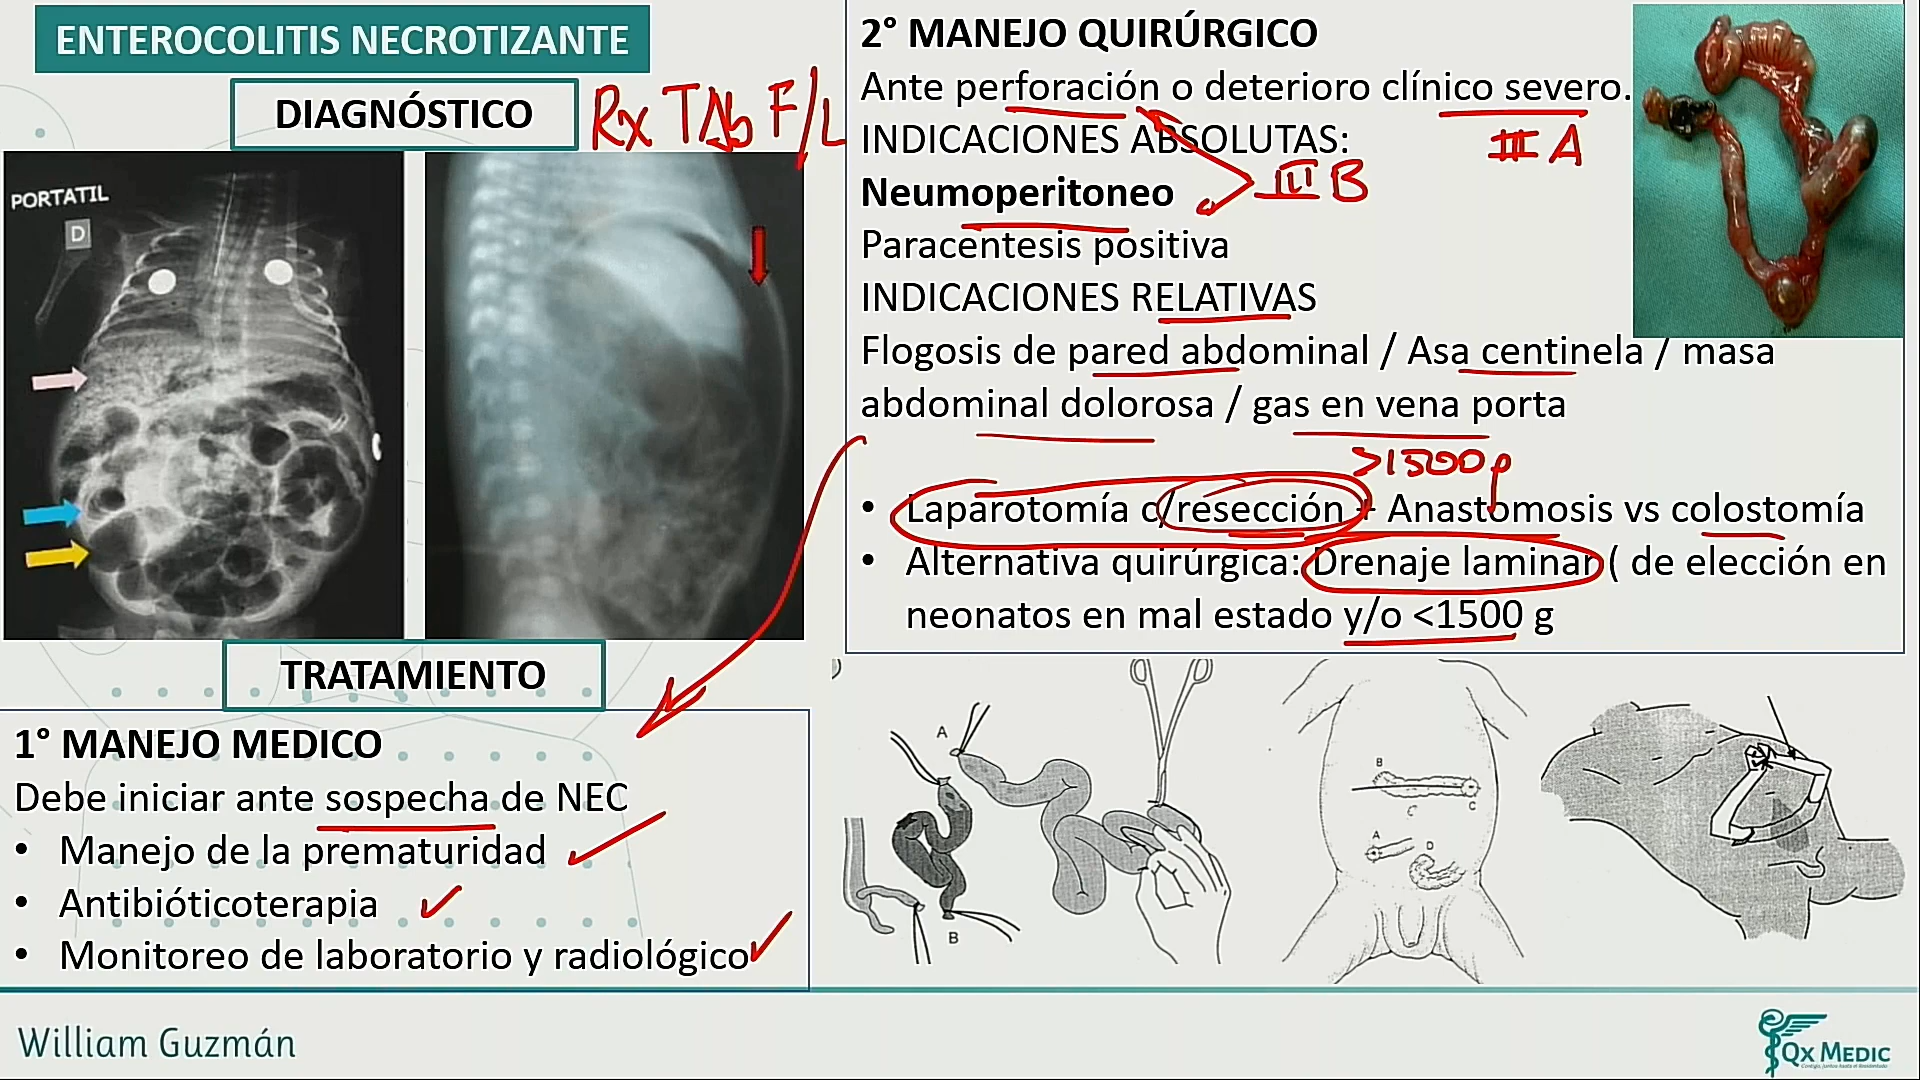 ENTEROCOLITIS NECROTIZANTE
DIAGNÓSTICO
Rx TAb F/L
PORTATIL
D
TRATAMIENTO
1° MANEJO MEDICO
Debe iniciar ante sospecha de NEC
• Manejo de la prematuridad
• Antibióticoterapia
• Monitoreo de laboratorio y radiológico
2° MANEJO QUIRÚRGICO
Ante perforación o deterioro clínico severo.
INDICACIONES ABSOLUTAS:
III A
Neumoperitoneo
III B
Paracentesis positiva
INDICACIONES RELATIVAS
Flogosis de pared abdominal / Asa centinela / masa
abdominal dolorosa / gas en vena porta
>1500 g
• Laparotomía c/resección + Anastomosis vs colostomía
• Alternativa quirúrgica: Drenaje laminar ( de elección en
neonatos en mal estado y/o <1500 g
A
B
B
C
C
A
D
William Guzmán
QX MEDIC